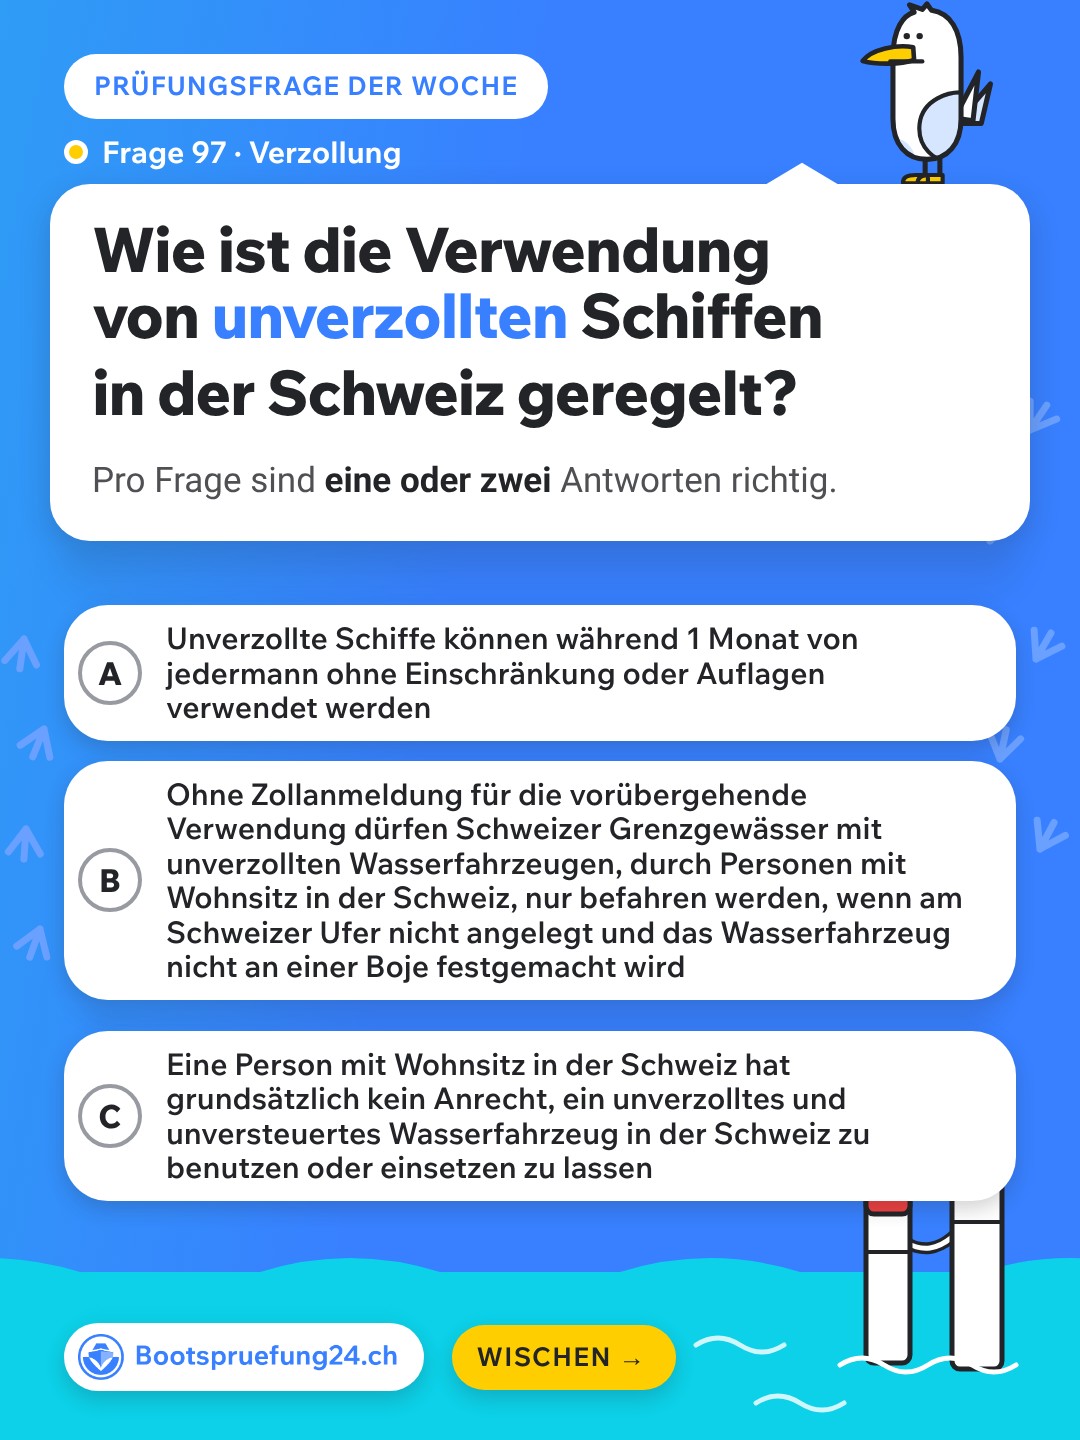 PRÜFUNGSFRAGE DER WOCHE
Frage 97 · Verzollung
Wie ist die Verwendung
von unverzollten Schiffen
in der Schweiz geregelt?
Pro Frage sind eine oder zwei Antworten richtig.
A
Unverzollte Schiffe können während 1 Monat von
jedermann ohne Einschränkung oder Auflagen
verwendet werden
B
Ohne Zollanmeldung für die vorübergehende
Verwendung dürfen Schweizer Grenzgewässer mit
unverzollten Wasserfahrzeugen, durch Personen mit
Wohnsitz in der Schweiz, nur befahren werden, wenn am
Schweizer Ufer nicht angelegt und das Wasserfahrzeug
nicht an einer Boje festgemacht wird
C
Eine Person mit Wohnsitz in der Schweiz hat
grundsätzlich kein Anrecht, ein unverzolltes und
unversteuertes Wasserfahrzeug in der Schweiz zu
benutzen oder einsetzen zu lassen
Bootspruefung24.ch
WISCHEN →